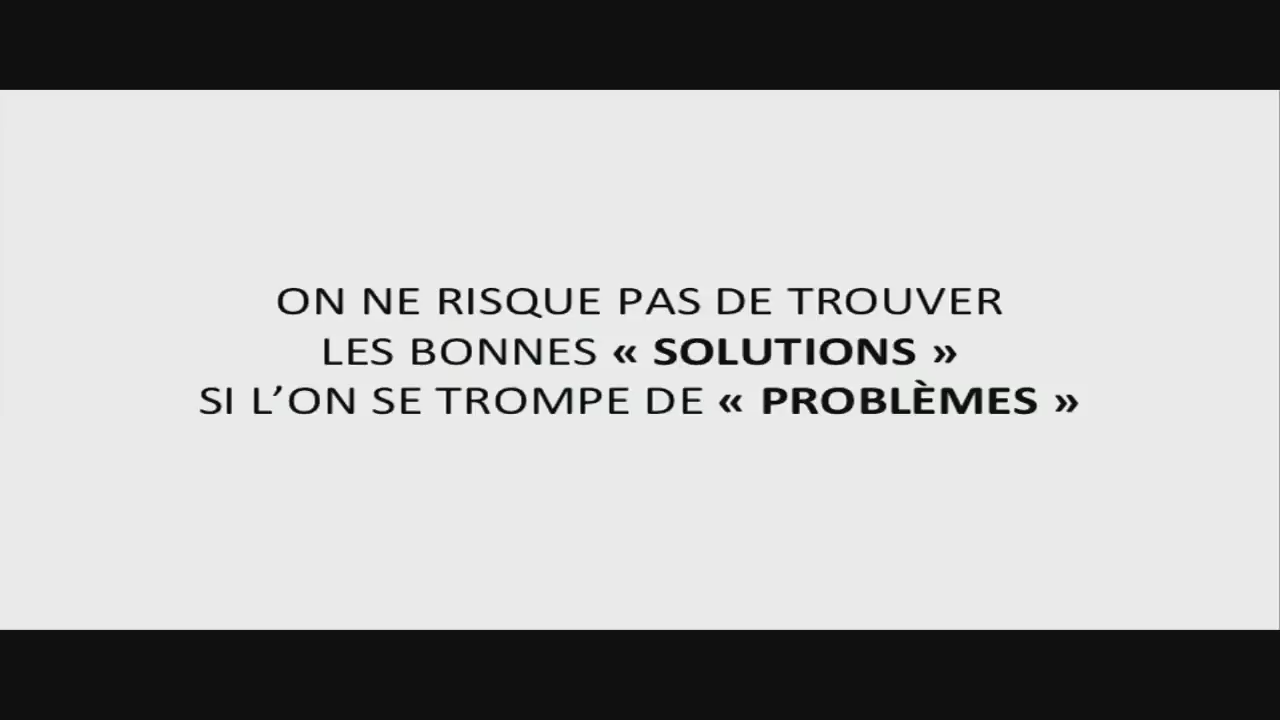 ON NE RISQUE PAS DE TROUVER
LES BONNES « SOLUTIONS »
SI L’ON SE TROMPE DE « PROBLÈMES »